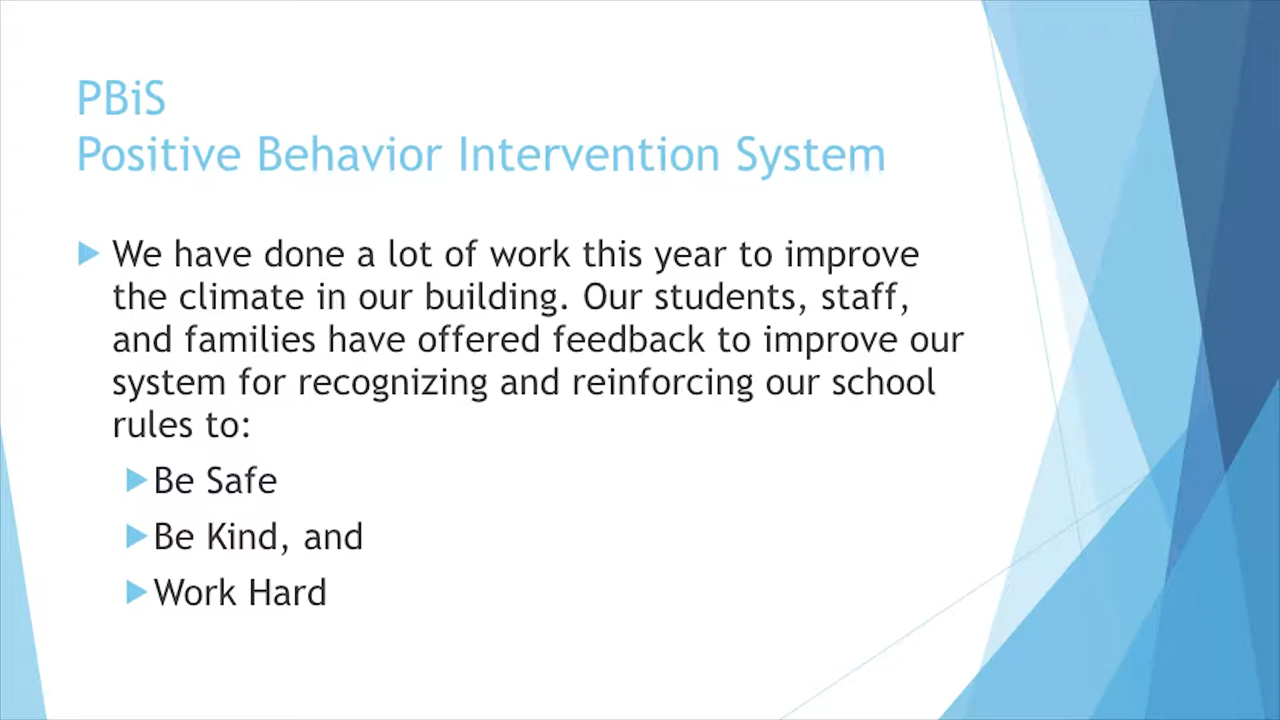 PBiS
Positive Behavior Intervention System
We have done a lot of work this year to improve
the climate in our building. Our students, staff,
and families have offered feedback to improve our
system for recognizing and reinforcing our school
rules to:
Be Safe
Be Kind, and
Work Hard